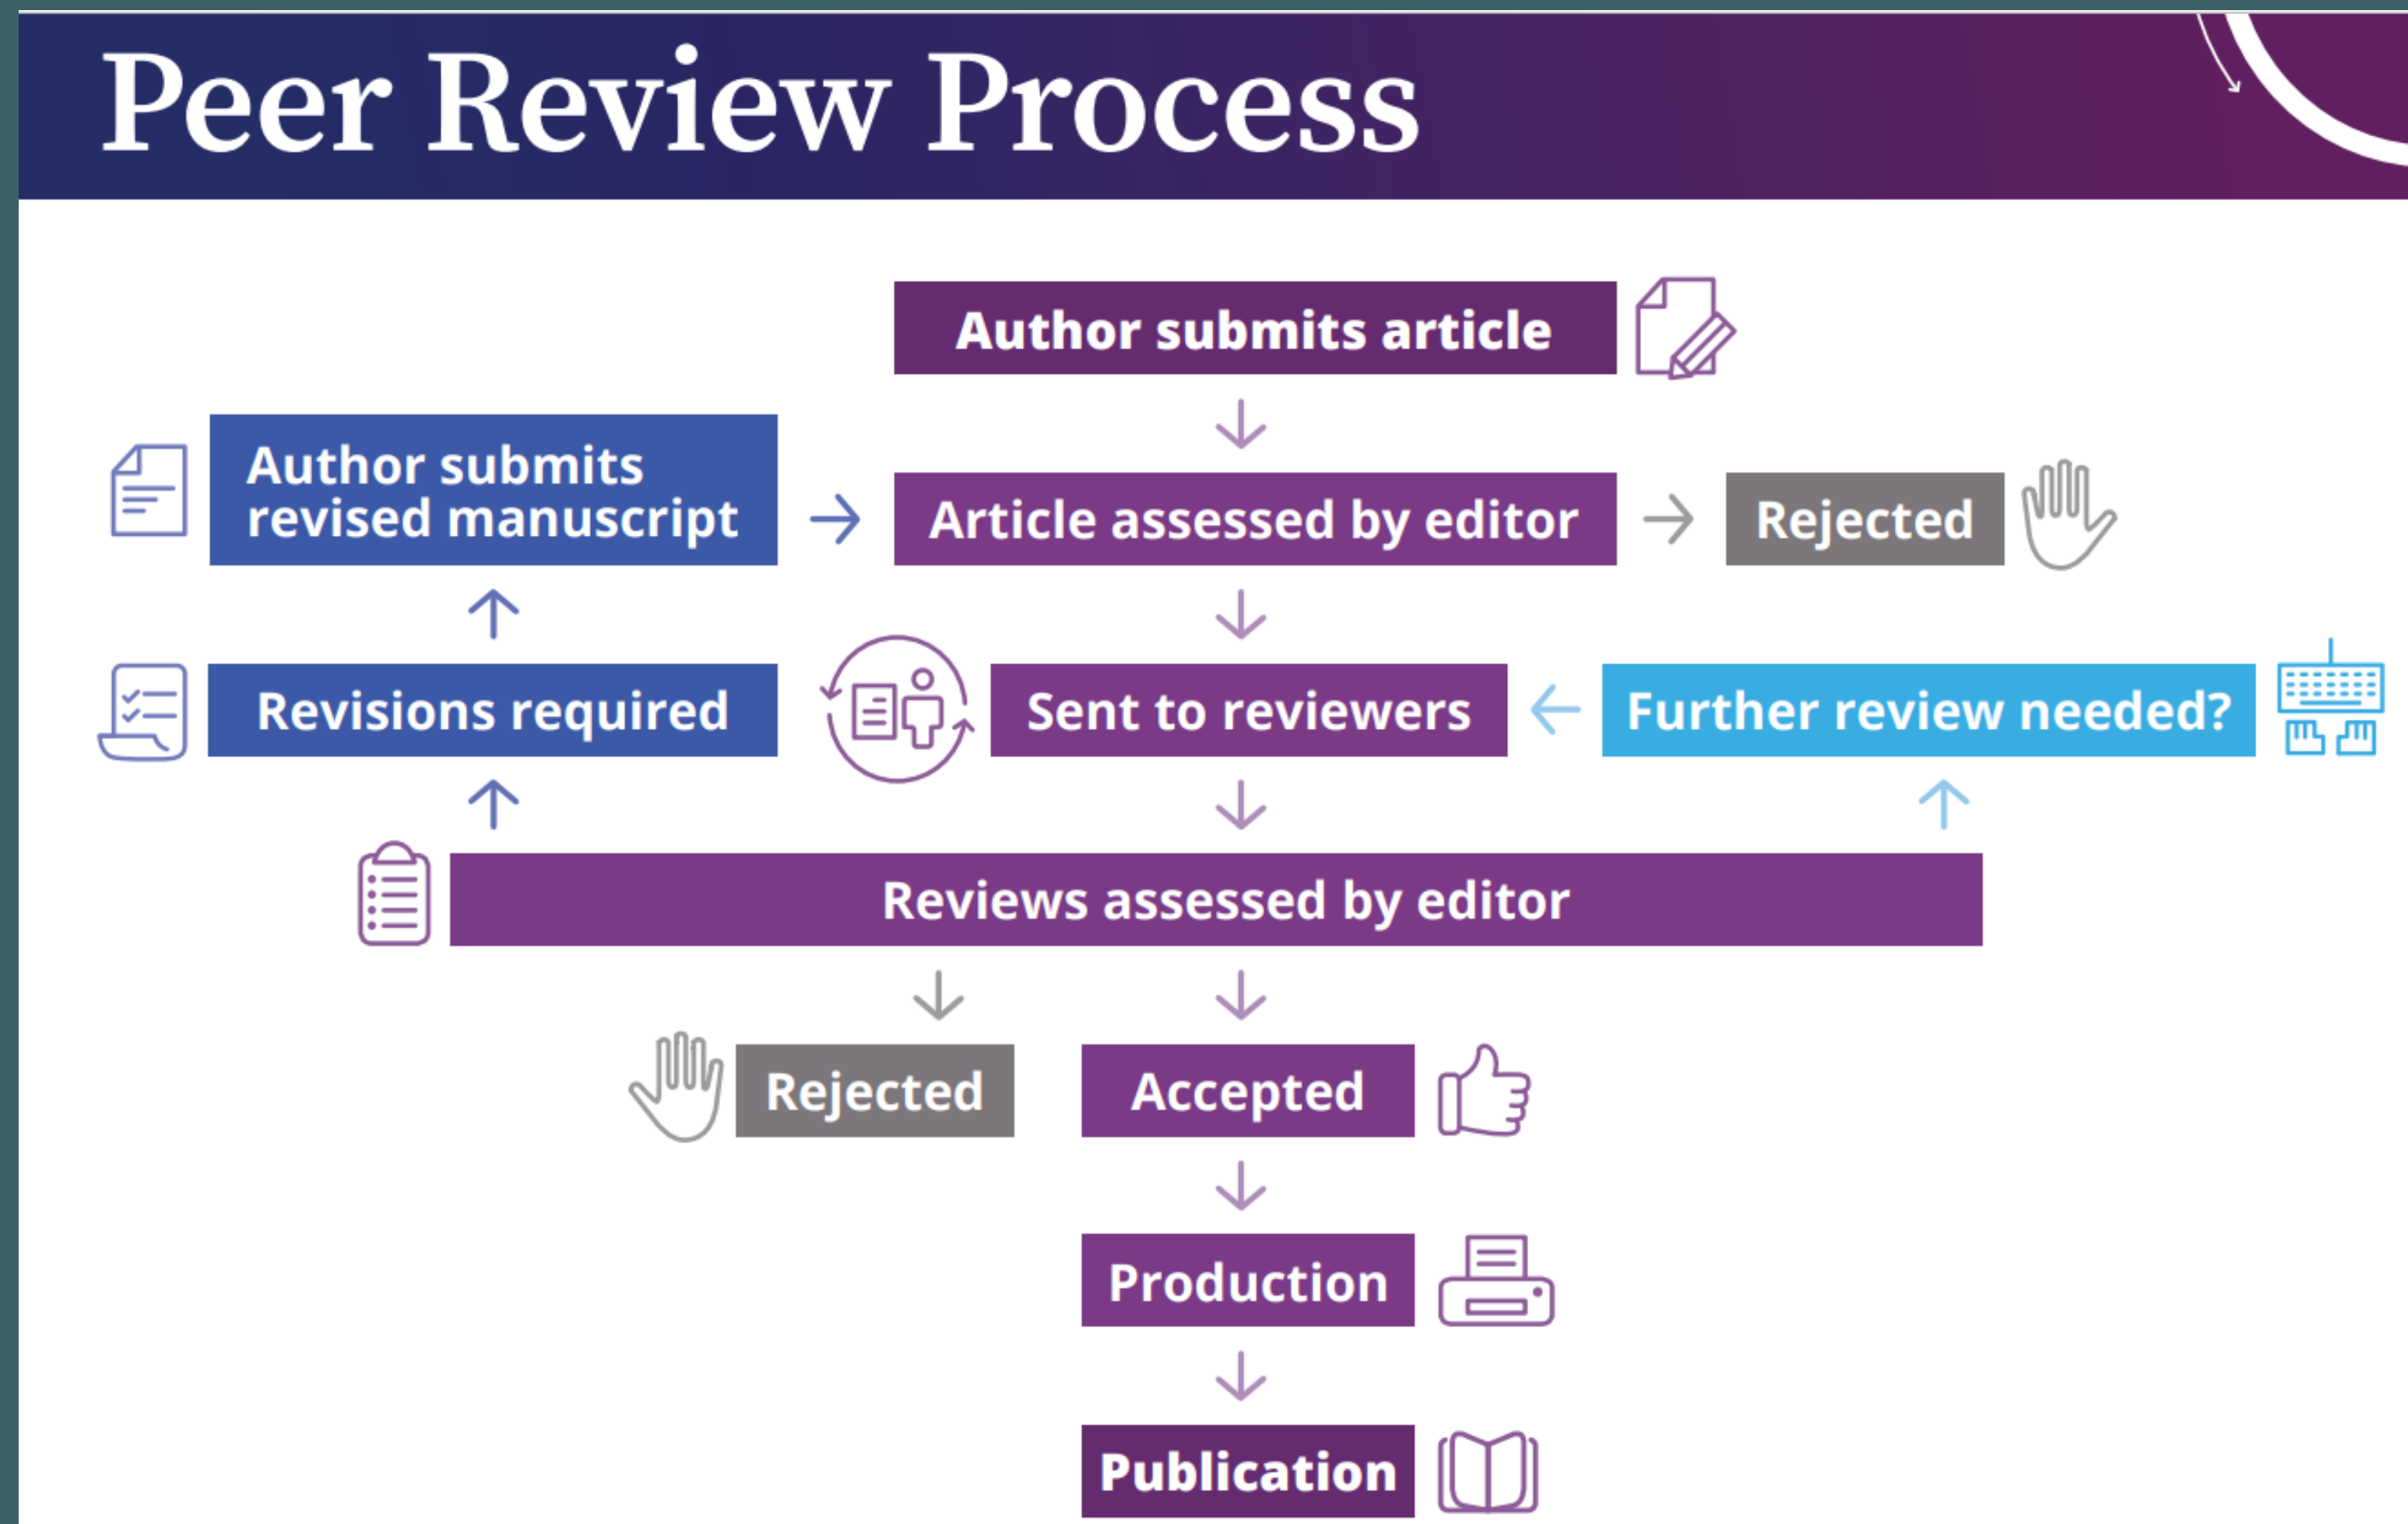 Peer Review Process
Author submits article
Author submits
revised manuscript
Article assessed by editor
Rejected
Revisions required
Sent to reviewers
Further review needed?
Reviews assessed by editor
Rejected
Accepted
Production
Publication